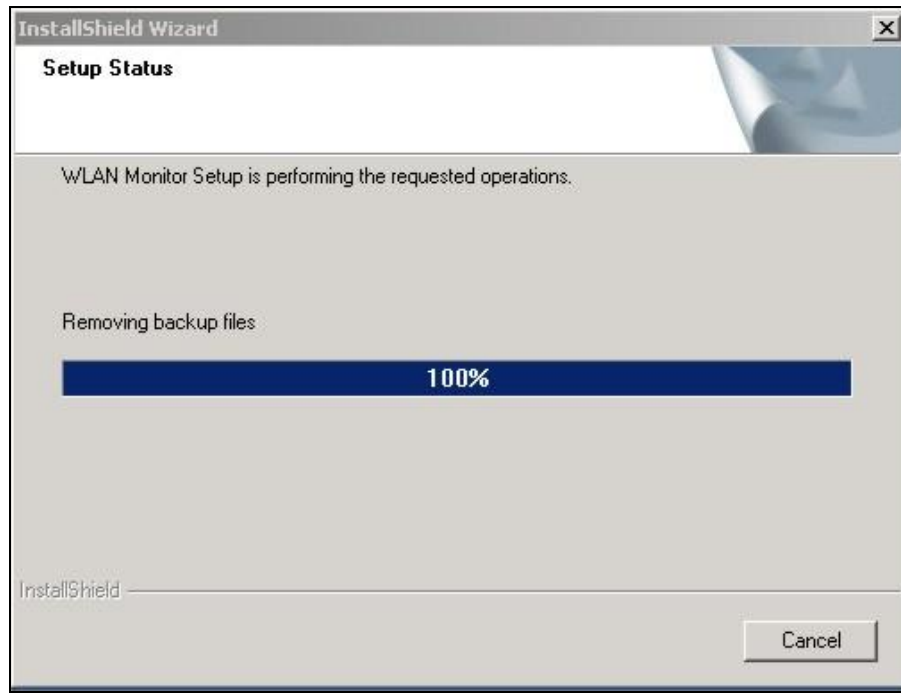 InstallShield Wizard
Setup Status
WLAN Monitor Setup is performing the requested operations.
Removing backup files
100%
InstallShield
Cancel